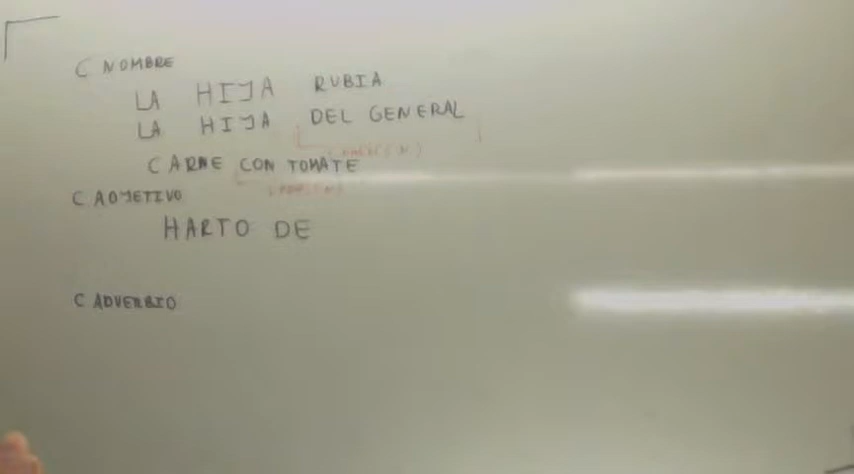 C NOMBRE
LA HIJA RUBIA
LA HIJA DEL GENERAL
CARNE CON TOMATE
C ADJETIVO
HARTO DE
C ADVERBIO